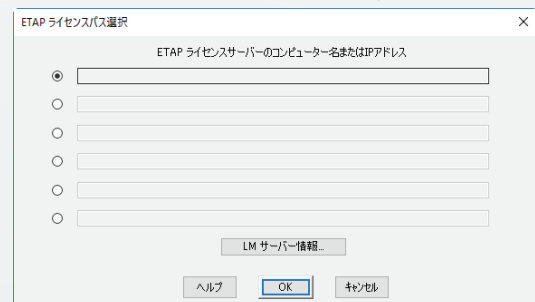 ETAP ライセンスパス選択
ETAP ライセンスサーバーのコンピューター名またはIPアドレス
LM サーバー情報...
ヘルプ
OK
キャンセル